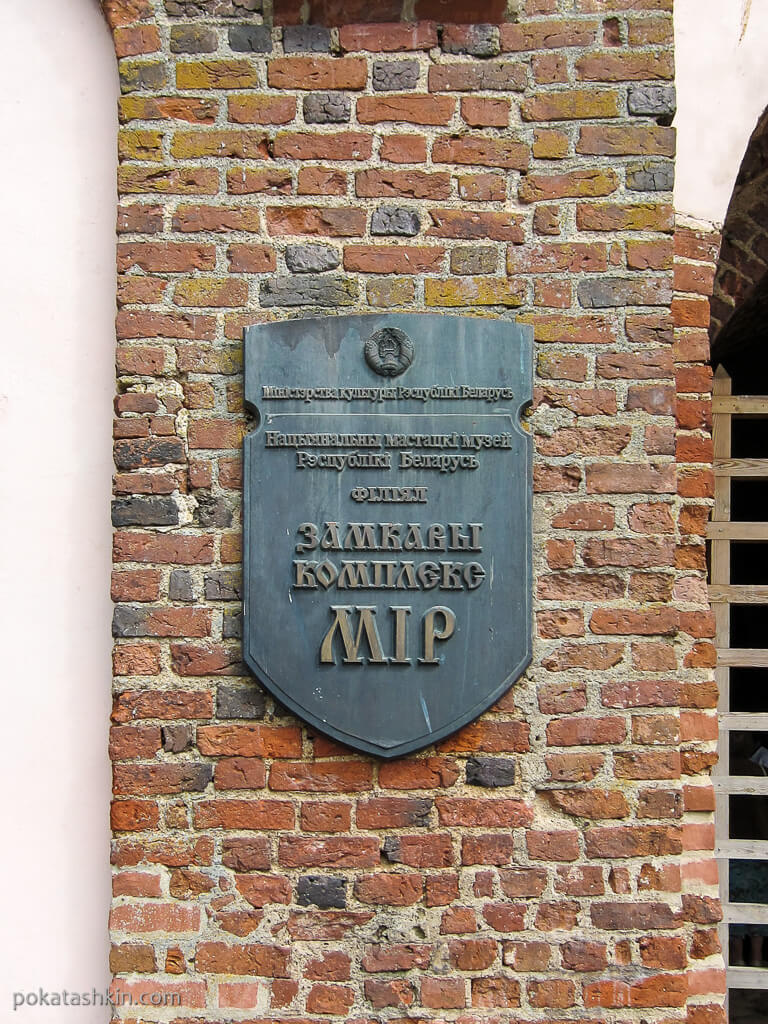 Міністэрства культуры Рэспублікі Беларусь
Нацыянальны мастацкі музей
Рэспублікі Беларусь
філіял
ЗАМКАВЫ
КОМПЛЕКС
МІР
pokatashkin.com